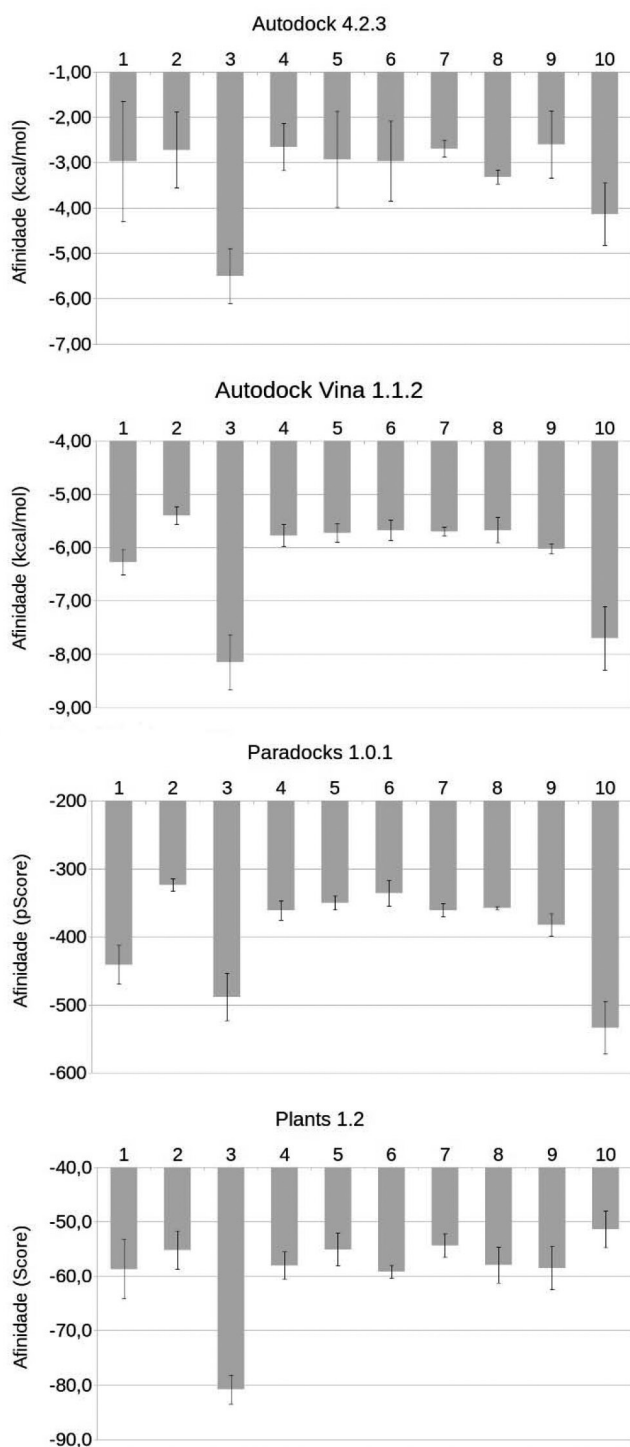 Autodock 4.2.3
1 2 3 4 5 6 7 8 9 10
-1,00
-2,00
-3,00
-4,00
-5,00
-6,00
-7,00
Afinidade (kcal/mol)
Autodock Vina 1.1.2
1 2 3 4 5 6 7 8 9 10
-4,00
-5,00
-6,00
-7,00
-8,00
-9,00
Afinidade (kcal/mol)
Paradocks 1.0.1
1 2 3 4 5 6 7 8 9 10
-200
-300
-400
-500
-600
Afinidade (pScore)
Plants 1.2
1 2 3 4 5 6 7 8 9 10
-40,0
-50,0
-60,0
-70,0
-80,0
-90,0
Afinidade (Score)